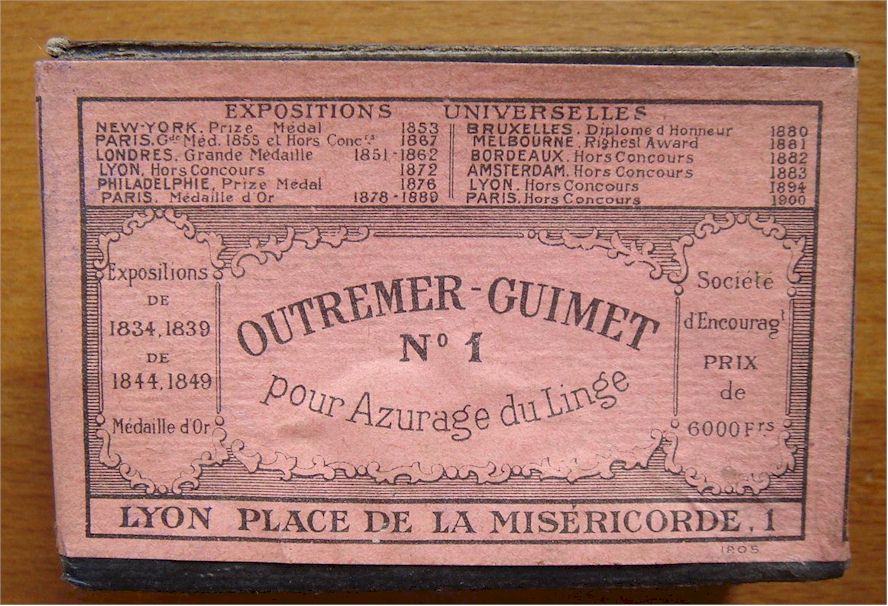 EXPOSITIONS UNIVERSELLES
NEW-YORK. Prize Médal 1853
PARIS. Gde Méd. 1855 et Hors Concrs 1867
LONDRES. Grande Médaille 1851-1862
LYON. Hors Concours 1872
PHILADELPHIE. Prize Médal 1876
PARIS. Médaille d'Or 1878-1889
BRUXELLES. Diplome d'Honneur 1880
MELBOURNE. Righest Award 1881
BORDEAUX. Hors Concours 1882
AMSTERDAM. Hors Concours 1883
LYON. Hors Concours 1894
PARIS. Hors Concours 1900
Expositions
DE
1834.1839
DE
1844.1849
Médaille d'Or
OUTREMER-GUIMET
No 1
pour Azurage du Linge
Société
d'Encouragt
PRIX
de
6000 Frs
LYON PLACE DE LA MISÉRICORDE, 1